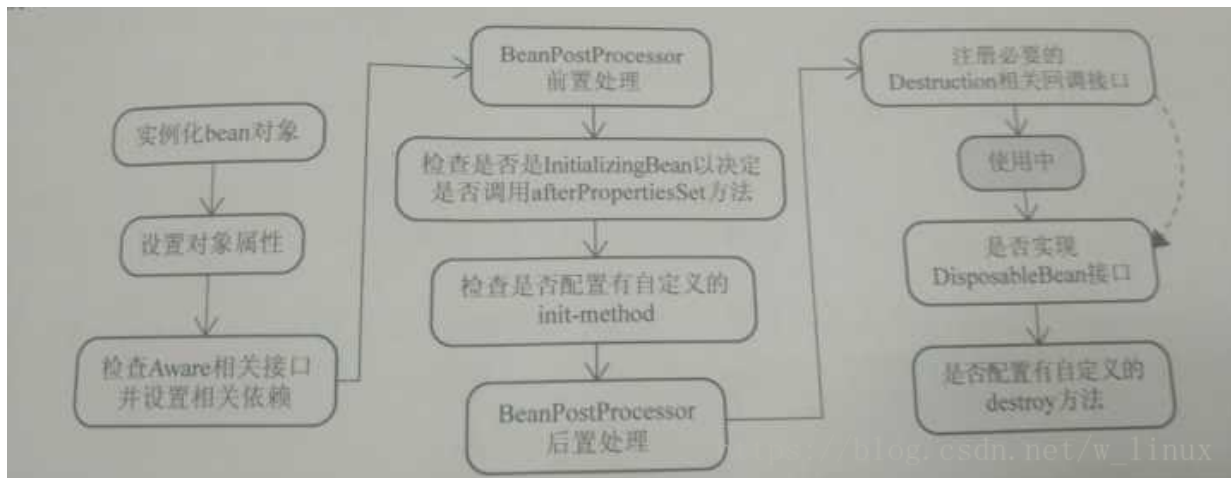 实例化bean对象
设置对象属性
检查Aware相关接口
并设置相关依赖
BeanPostProcessor
前置处理
检查是否是InitializingBean以决定
是否调用afterPropertiesSet方法
检查是否配置有自定义的
init-method
BeanPostProcessor
后置处理
注册必要的
Destruction相关回调接口
使用中
是否实现
DisposableBean接口
是否配置有自定义的
destroy方法
https://blog.csdn.net/w_linux